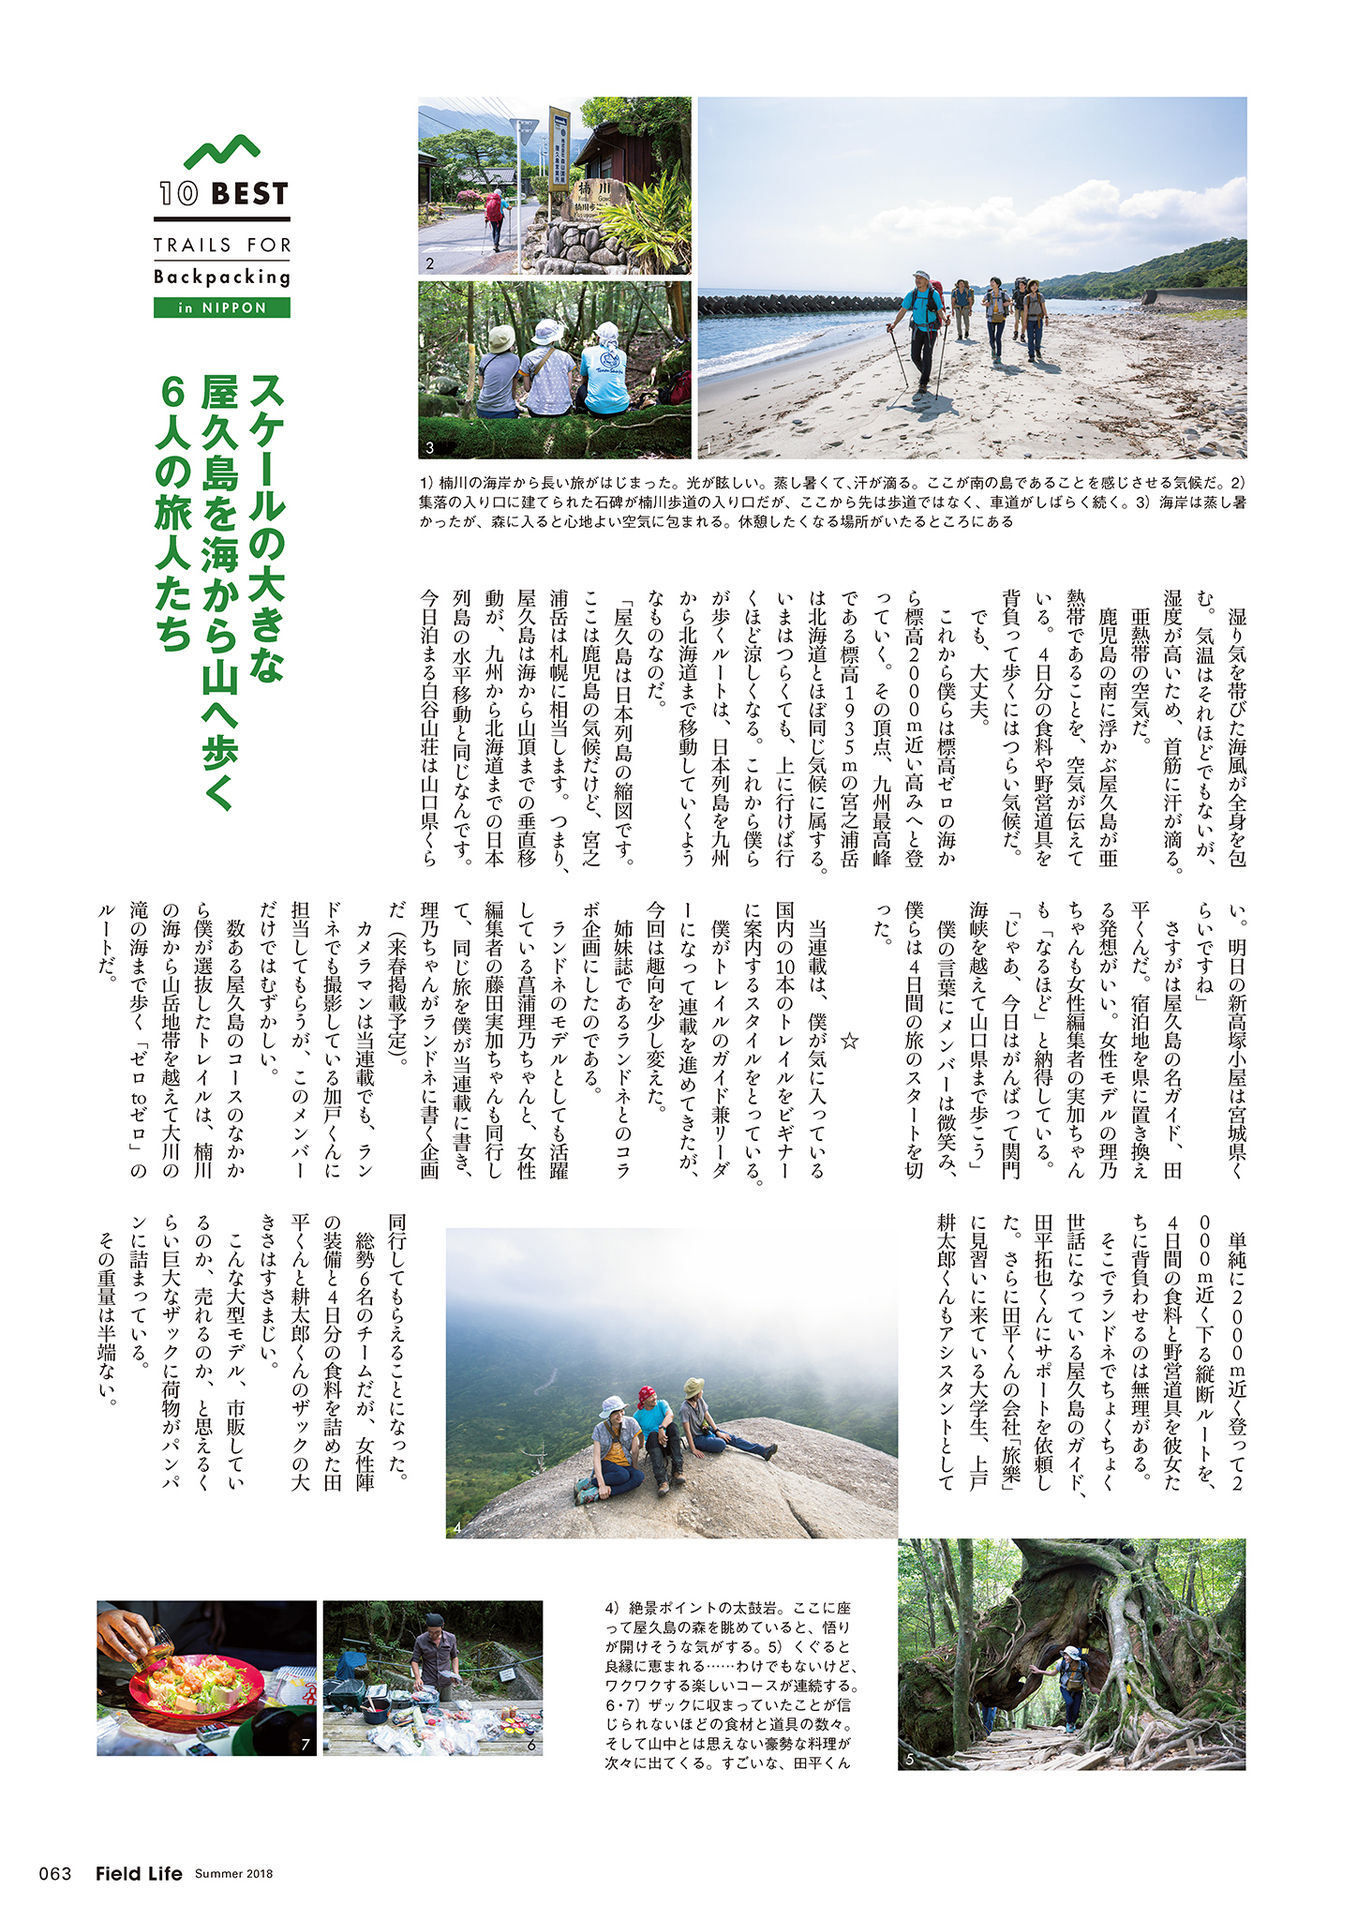 10 BEST
TRAILS FOR
Backpacking
in NIPPON
スケールの大きな
屋久島を海から山へ歩く
6人の旅人たち
桶川
楠川歩
2
3
1
1）楠川の海岸から長い旅がはじまった。光が眩しい。蒸し暑くて、汗が滴る。ここが南の島であることを感じさせる気候だ。2）
集落の入り口に建てられた石碑が楠川歩道の入り口だが、ここから先は歩道ではなく、車道がしばらく続く。3）海岸は蒸し暑
かったが、森に入ると心地よい空気に包まれる。休憩したくなる場所がいたるところにある
湿り気を帯びた海風が全身を包
む。気温はそれほどでもないが、
湿度が高いため、首筋に汗が滴る。
亜熱帯の空気だ。
鹿児島の南に浮かぶ屋久島が亜
熱帯であることを、空気が伝えて
いる。4日分の食料や野営道具を
背負って歩くにはつらい気候だ。
でも、大丈夫。
これから僕らは標高ゼロの海か
ら標高2000m近い高みへと登
っていく。その頂点、九州最高峰
である標高1935mの宮之浦岳
は北海道とほぼ同じ気候に属する。
いまはつらくても、上に行けば行
くほど涼しくなる。これから僕ら
が歩くルートは、日本列島を九州
から北海道まで移動していくよう
なものなのだ。
「屋久島は日本列島の縮図です。
ここは鹿児島の気候だけど、宮之
浦岳は札幌に相当します。つまり、
屋久島は海から山頂までの垂直移
動が、九州から北海道までの日本
列島の水平移動と同じなんです。
今日泊まる白谷山荘は山口県くら
い。明日の新高塚小屋は宮城県く
らいですね」
さすがは屋久島の名ガイド、田
平くんだ。宿泊地を県に置き換え
る発想がいい。女性モデルの理乃
ちゃんも女性編集者の実加ちゃん
も「なるほど」と納得している。
「じゃあ、今日はがんばって関門
海峡を越えて山口県まで歩こう」
僕の言葉にメンバーは微笑み、
僕らは4日間の旅のスタートを切
った。
☆
当連載は、僕が気に入っている
国内の10本のトレイルをビギナー
に案内するスタイルをとっている。
僕がトレイルのガイド兼リーダ
ーになって連載を進めてきたが、
今回は趣向を少し変えた。
姉妹誌であるランドネとのコラ
ボ企画にしたのである。
ランドネのモデルとしても活躍
している菖蒲理乃ちゃんと、女性
編集者の藤田実加ちゃんも同行し
て、同じ旅を僕が当連載に書き、
理乃ちゃんがランドネに書く企画
だ（来春掲載予定）。
カメラマンは当連載でも、ラン
ドネでも撮影している加戸くんに
担当してもらうが、このメンバー
だけではむずかしい。
数ある屋久島のコースのなかか
ら僕が選抜したトレイルは、楠川
の海から山岳地帯を越えて大川の
滝の海まで歩く「ゼロtoゼロ」の
ルートだ。
単純に2000m近く登って2
000m近く下る縦断ルートを、
4日間の食料と野営道具を彼女た
ちに背負わせるのは無理がある。
そこでランドネでちょくちょく
世話になっている屋久島のガイド、
田平拓也くんにサポートを依頼し
た。さらに田平くんの会社「旅樂」
に見習いに来ている大学生、上戸
耕太郎くんもアシスタントとして
同行してもらえることになった。
総勢6名のチームだが、女性陣
の装備と4日分の食料を詰めた田
平くんと耕太郎くんのザックの大
きさはすさまじい。
こんな大型モデル、市販してい
るのか、売れるのか、と思えるく
らい巨大なザックに荷物がパンパ
ンに詰まっている。
その重量は半端ない。
4
5
4）絶景ポイントの太鼓岩。ここに座
って屋久島の森を眺めていると、悟り
が開けそうな気がする。5）くぐると
良縁に恵まれる……わけでもないけど、
ワクワクする楽しいコースが連続する。
6・7）ザックに収まっていたことが信
じられないほどの食材と道具の数々。
そして山中とは思えない豪勢な料理が
次々に出てくる。すごいな、田平くん
6
7
063 Field Life Summer 2018